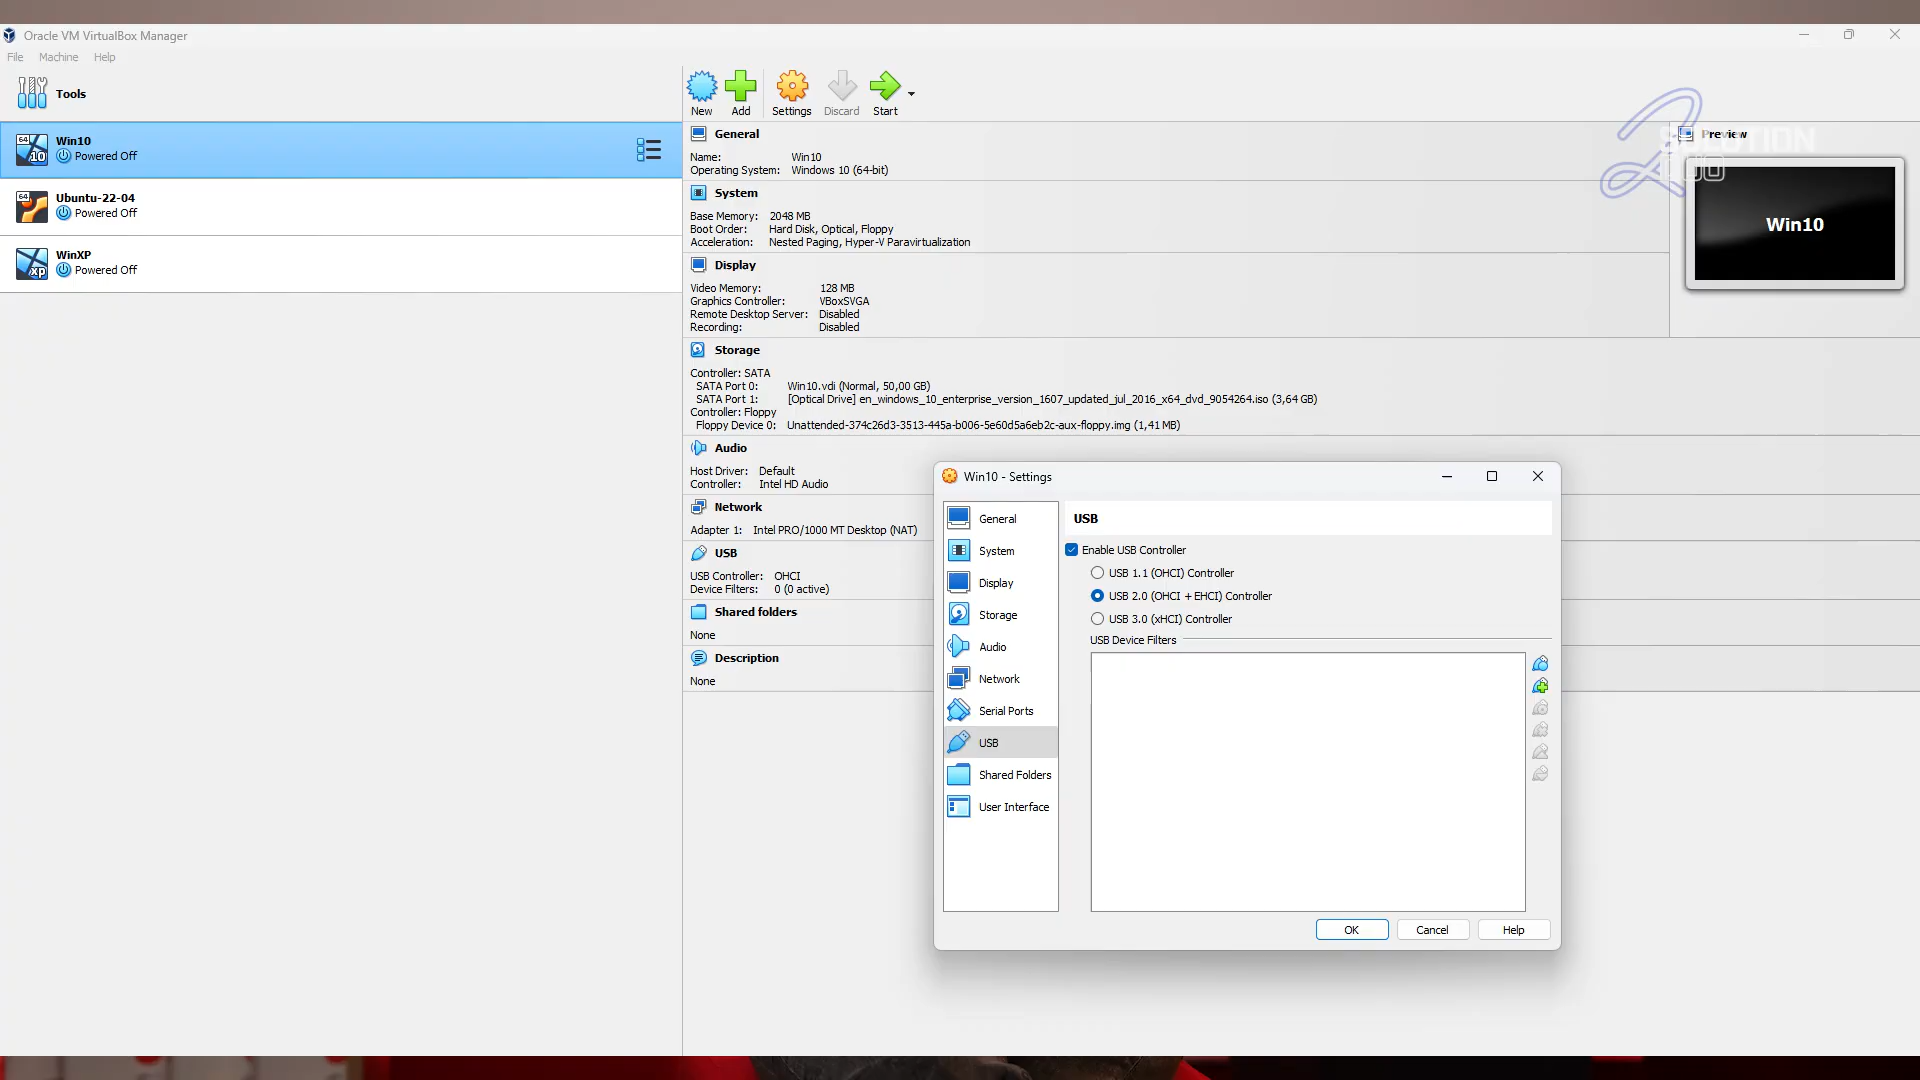 Oracle VM VirtualBox Manager
File Machine Help
Tools
New Add Settings Discard Start
64 10 Win10
Powered Off
64 Ubuntu-22-04
Powered Off
xp WinXP
Powered Off
General
Name: Win10
Operating System: Windows 10 (64-bit)
System
Base Memory: 2048 MB
Boot Order: Hard Disk, Optical, Floppy
Acceleration: Nested Paging, Hyper-V Paravirtualization
Display
Video Memory: 128 MB
Graphics Controller: VBoxSVGA
Remote Desktop Server: Disabled
Recording: Disabled
Preview
SOLUTION
Win10
Storage
Controller: SATA
SATA Port 0: Win10.vdi (Normal, 50,00 GB)
SATA Port 1: [Optical Drive] en_windows_10_enterprise_version_1607_updated_jul_2016_x64_dvd_9054264.iso (3,64 GB)
Controller: Floppy
Floppy Device 0: Unattended-374c26d3-3513-445a-b006-5e60d5a6eb2c-aux-floppy.img (1,41 MB)
Audio
Host Driver: Default
Controller: Intel HD Audio
Network
Adapter 1: Intel PRO/1000 MT Desktop (NAT)
USB
USB Controller: OHCI
Device Filters: 0 (0 active)
Shared folders
None
Description
None
Win10 - Settings
General
System
Display
Storage
Audio
Network
Serial Ports
USB
Shared Folders
User Interface
USB
Enable USB Controller
USB 1.1 (OHCI) Controller
USB 2.0 (OHCI + EHCI) Controller
USB 3.0 (xHCI) Controller
USB Device Filters
OK Cancel Help